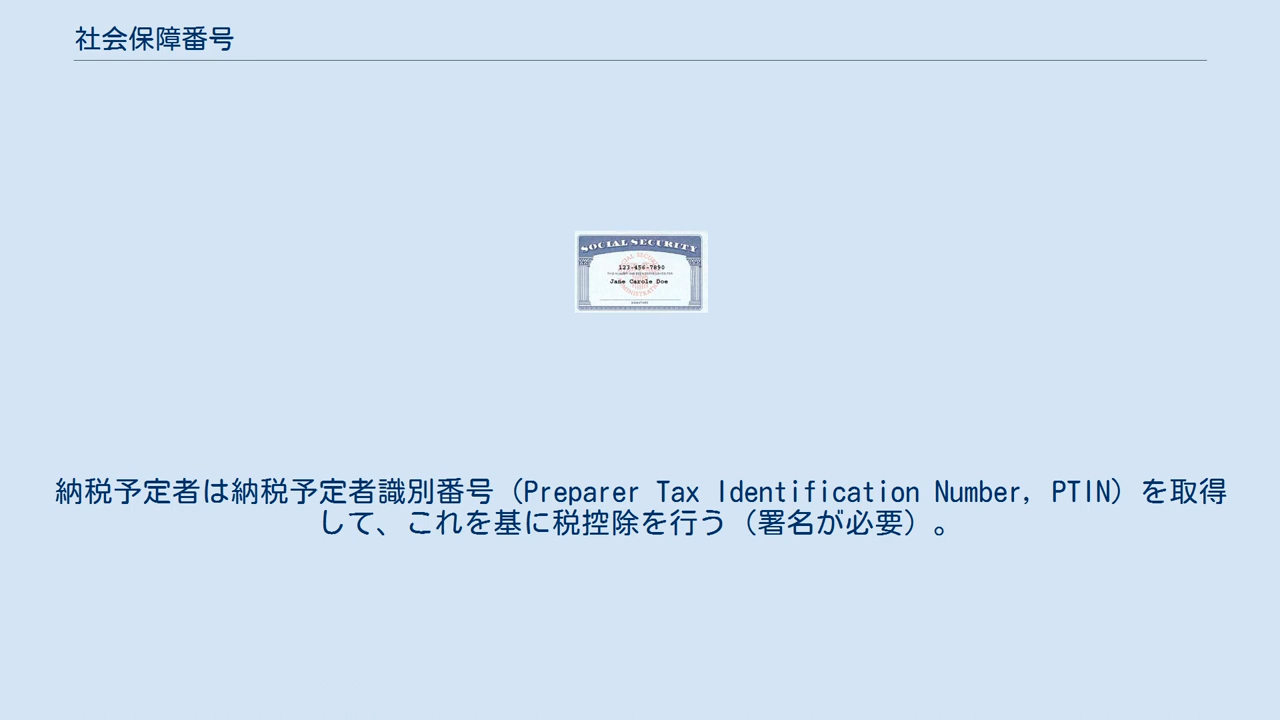 社会保障番号
SOCIAL SECURITY
123-456-7890
Jane Carole Doe
納税予定者は納税予定者識別番号（Preparer Tax Identification Number, PTIN）を取得
して、これを基に税控除を行う（署名が必要）。